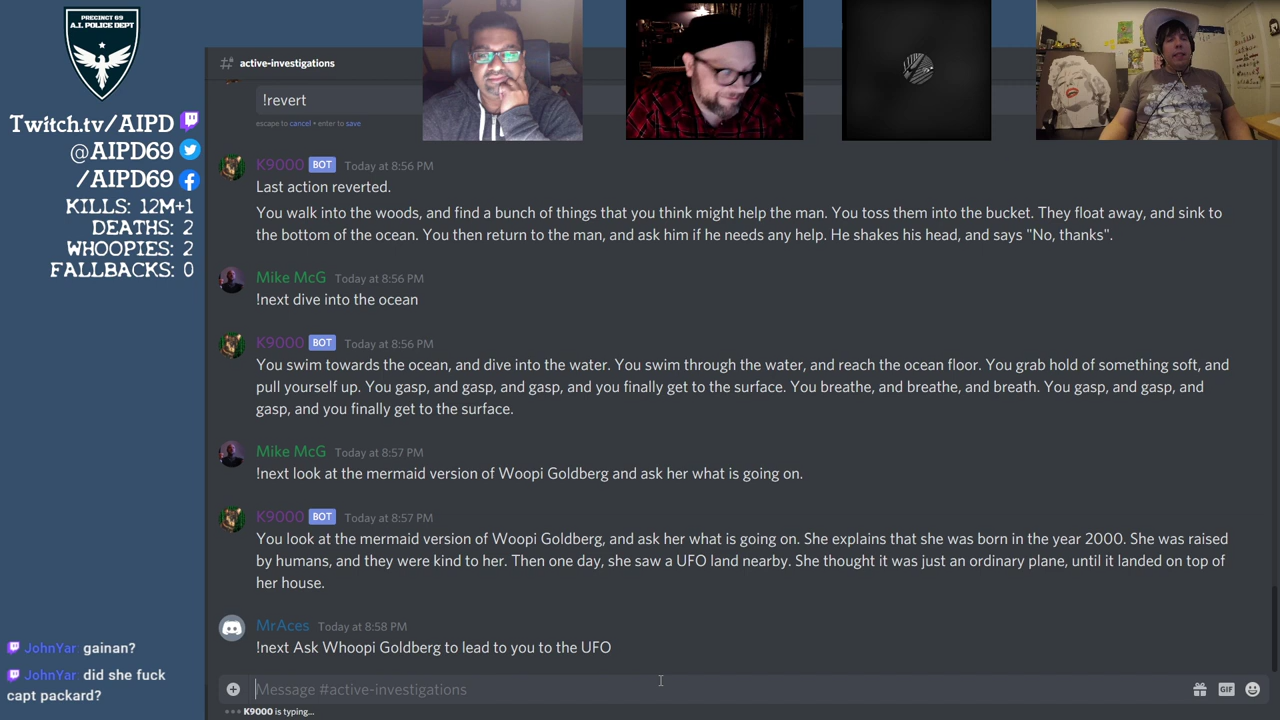 PRECINCT 69
A.I. POLICE DEPT
Twitch.tv/AIPD
@AIPD69
/AIPD69
KILLS: 12M+1
DEATHS: 2
WHOOPIES: 2
FALLBACKS: 0
JohnYar gainan?
JohnYar did she fuck
capt packard?
active-investigations
!revert
escape to cancel • enter to save
K9000 BOT Today at 8:56 PM
Last action reverted.
You walk into the woods, and find a bunch of things that you think might help the man. You toss them into the bucket. They float away, and sink to
the bottom of the ocean. You then return to the man, and ask him if he needs any help. He shakes his head, and says "No, thanks".
Mike McG Today at 8:56 PM
!next dive into the ocean
K9000 BOT Today at 8:56 PM
You swim towards the ocean, and dive into the water. You swim through the water, and reach the ocean floor. You grab hold of something soft, and
pull yourself up. You gasp, and gasp, and gasp, and you finally get to the surface. You breathe, and breathe, and breath. You gasp, and gasp, and
gasp, and you finally get to the surface.
Mike McG Today at 8:57 PM
!next look at the mermaid version of Woopi Goldberg and ask her what is going on.
K9000 BOT Today at 8:57 PM
You look at the mermaid version of Woopi Goldberg, and ask her what is going on. She explains that she was born in the year 2000. She was raised
by humans, and they were kind to her. Then one day, she saw a UFO land nearby. She thought it was just an ordinary plane, until it landed on top of
her house.
MrAces Today at 8:58 PM
!next Ask Whoopi Goldberg to lead to you to the UFO
Message #active-investigations
GIF
K9000 is typing...